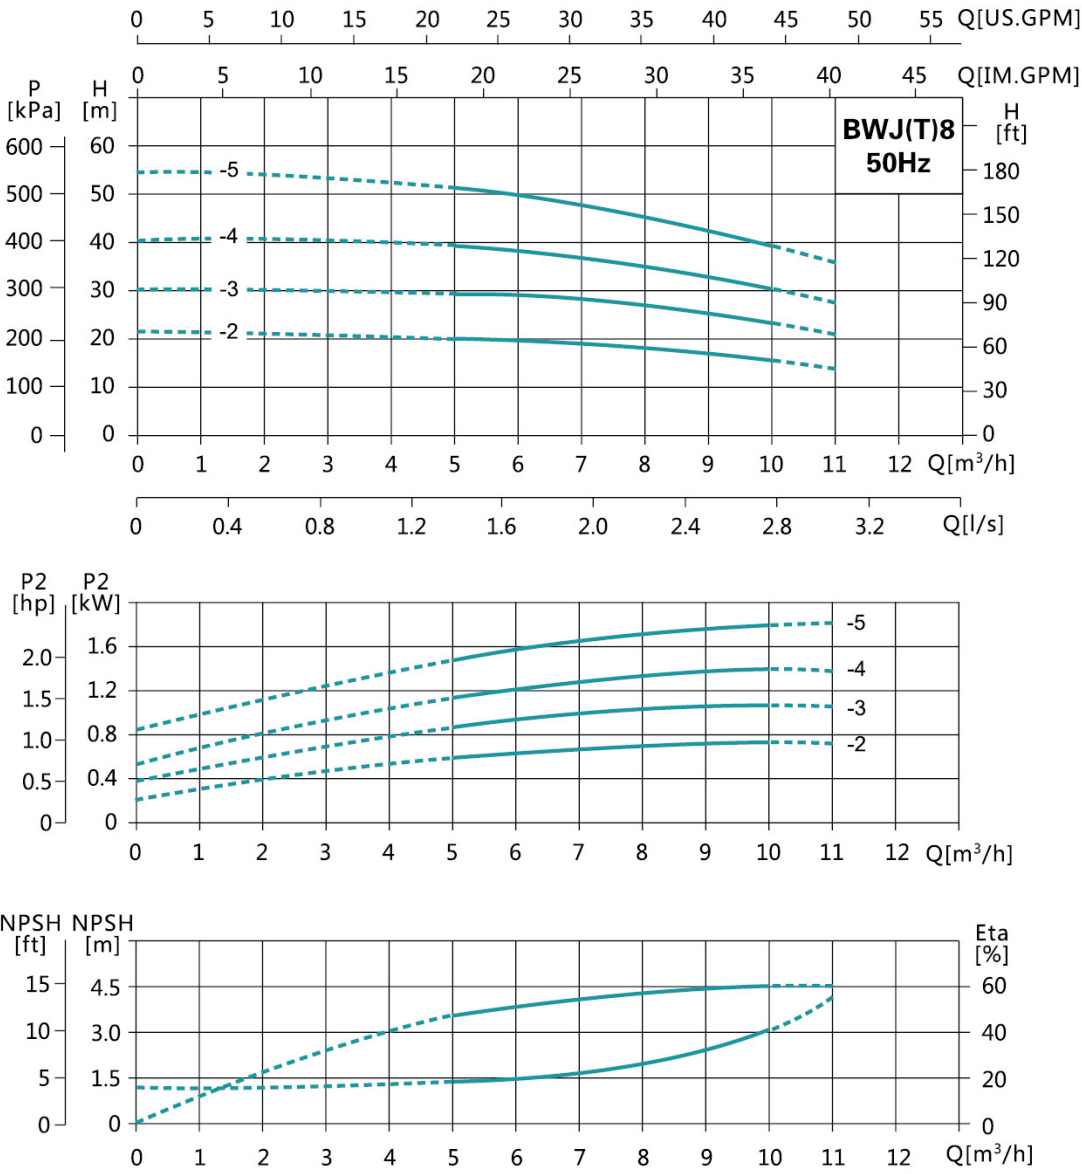 0 5 10 15 20 25 30 35 40 45 50 55 Q[US.GPM]
0 5 10 15 20 25 30 35 40 45 Q[IM.GPM]
P H
[kPa] [m]
H
[ft]
BWJ(T)8
50Hz
600 60
500 50
400 40
300 30
200 20
100 10
0 0
180
150
120
90
60
30
0
-5
-4
-3
-2
0 1 2 3 4 5 6 7 8 9 10 11 12 Q[m³/h]
0 0.4 0.8 1.2 1.6 2.0 2.4 2.8 3.2 Q[l/s]
P2 P2
[hp] [kW]
2.0 1.6
1.5 1.2
1.0 0.8
0.5 0.4
0 0
-5
-4
-3
-2
0 1 2 3 4 5 6 7 8 9 10 11 12 Q[m³/h]
NPSH NPSH
[ft] [m]
Eta
[%]
15 4.5 60
10 3.0 40
5 1.5 20
0 0 0
0 1 2 3 4 5 6 7 8 9 10 11 12 Q[m³/h]